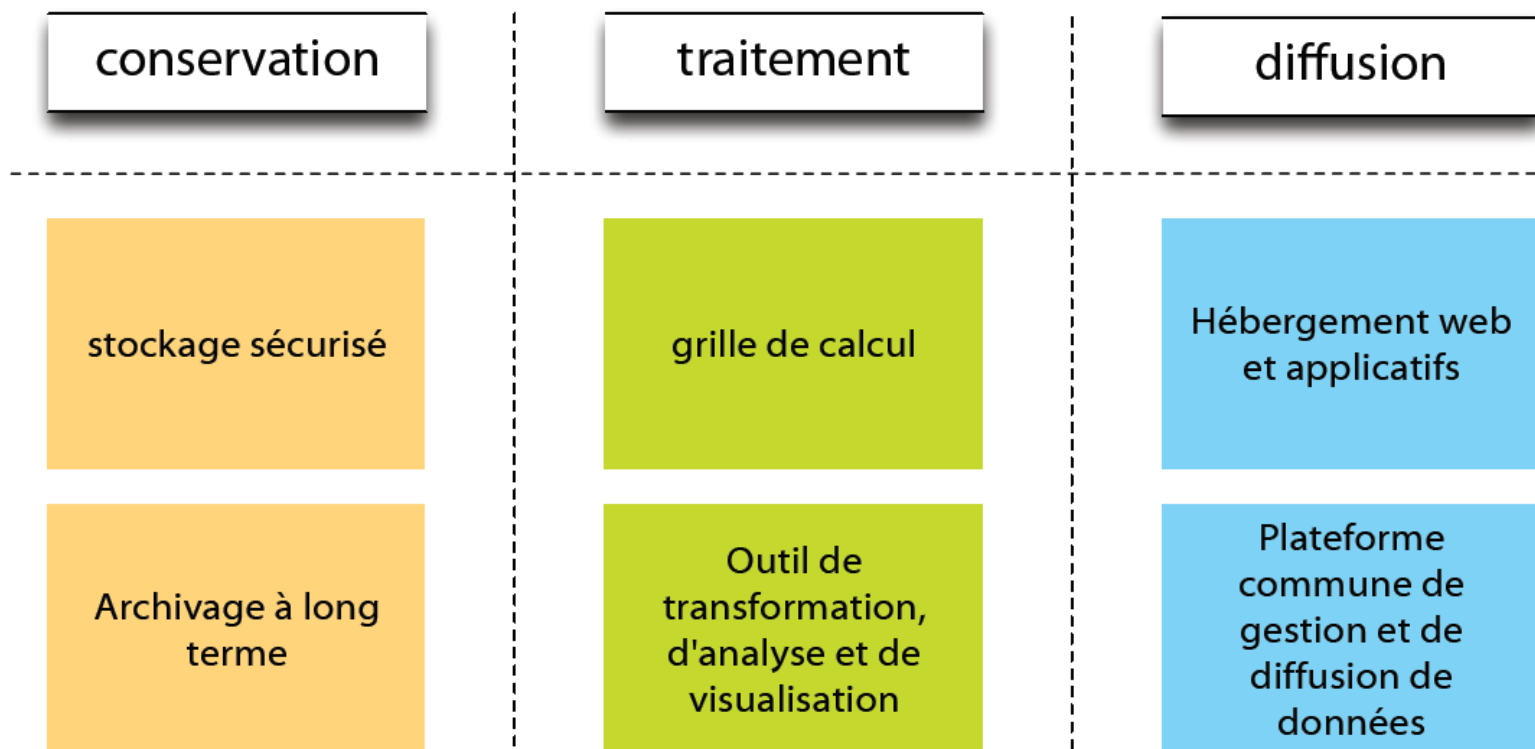 conservation
traitement
diffusion
stockage sécurisé
grille de calcul
Hébergement web
et applicatifs
Archivage à long
terme
Outil de
transformation,
d'analyse et de
visualisation
Plateforme
commune de
gestion et de
diffusion de
données